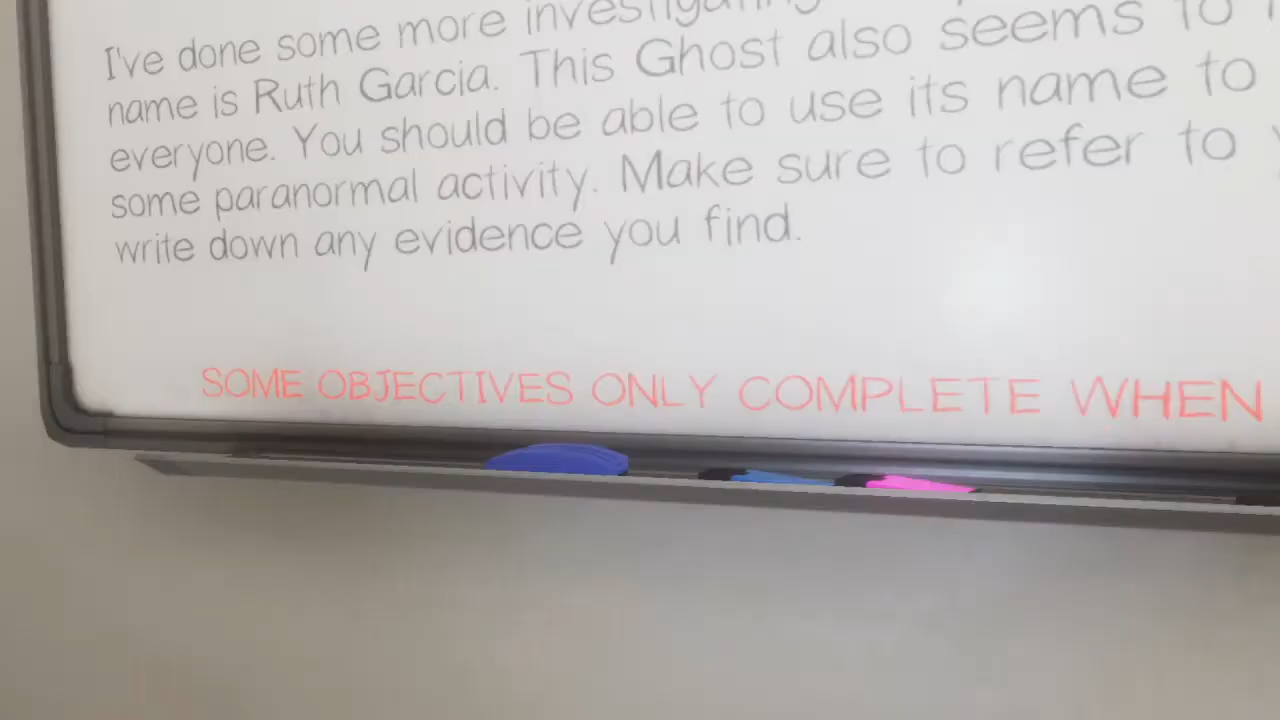 I've done some more investigating
name is Ruth Garcia. This Ghost also seems to
everyone. You should be able to use its name to
some paranormal activity. Make sure to refer to
write down any evidence you find.
SOME OBJECTIVES ONLY COMPLETE WHEN